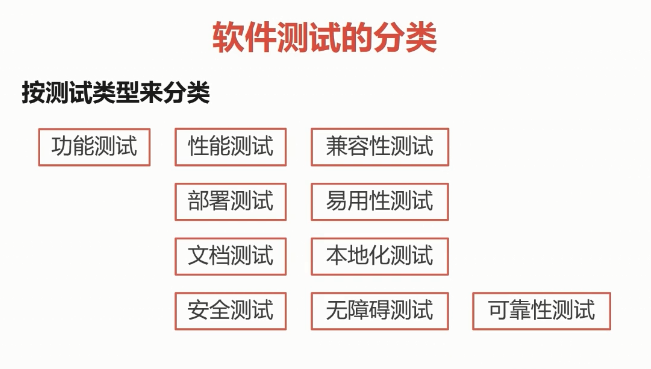 软件测试的分类
按测试类型来分类
功能测试 性能测试 兼容性测试
部署测试 易用性测试
文档测试 本地化测试
安全测试 无障碍测试 可靠性测试